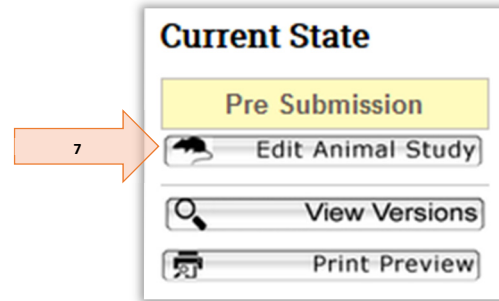 Current State
Pre Submission
7
Edit Animal Study
View Versions
Print Preview